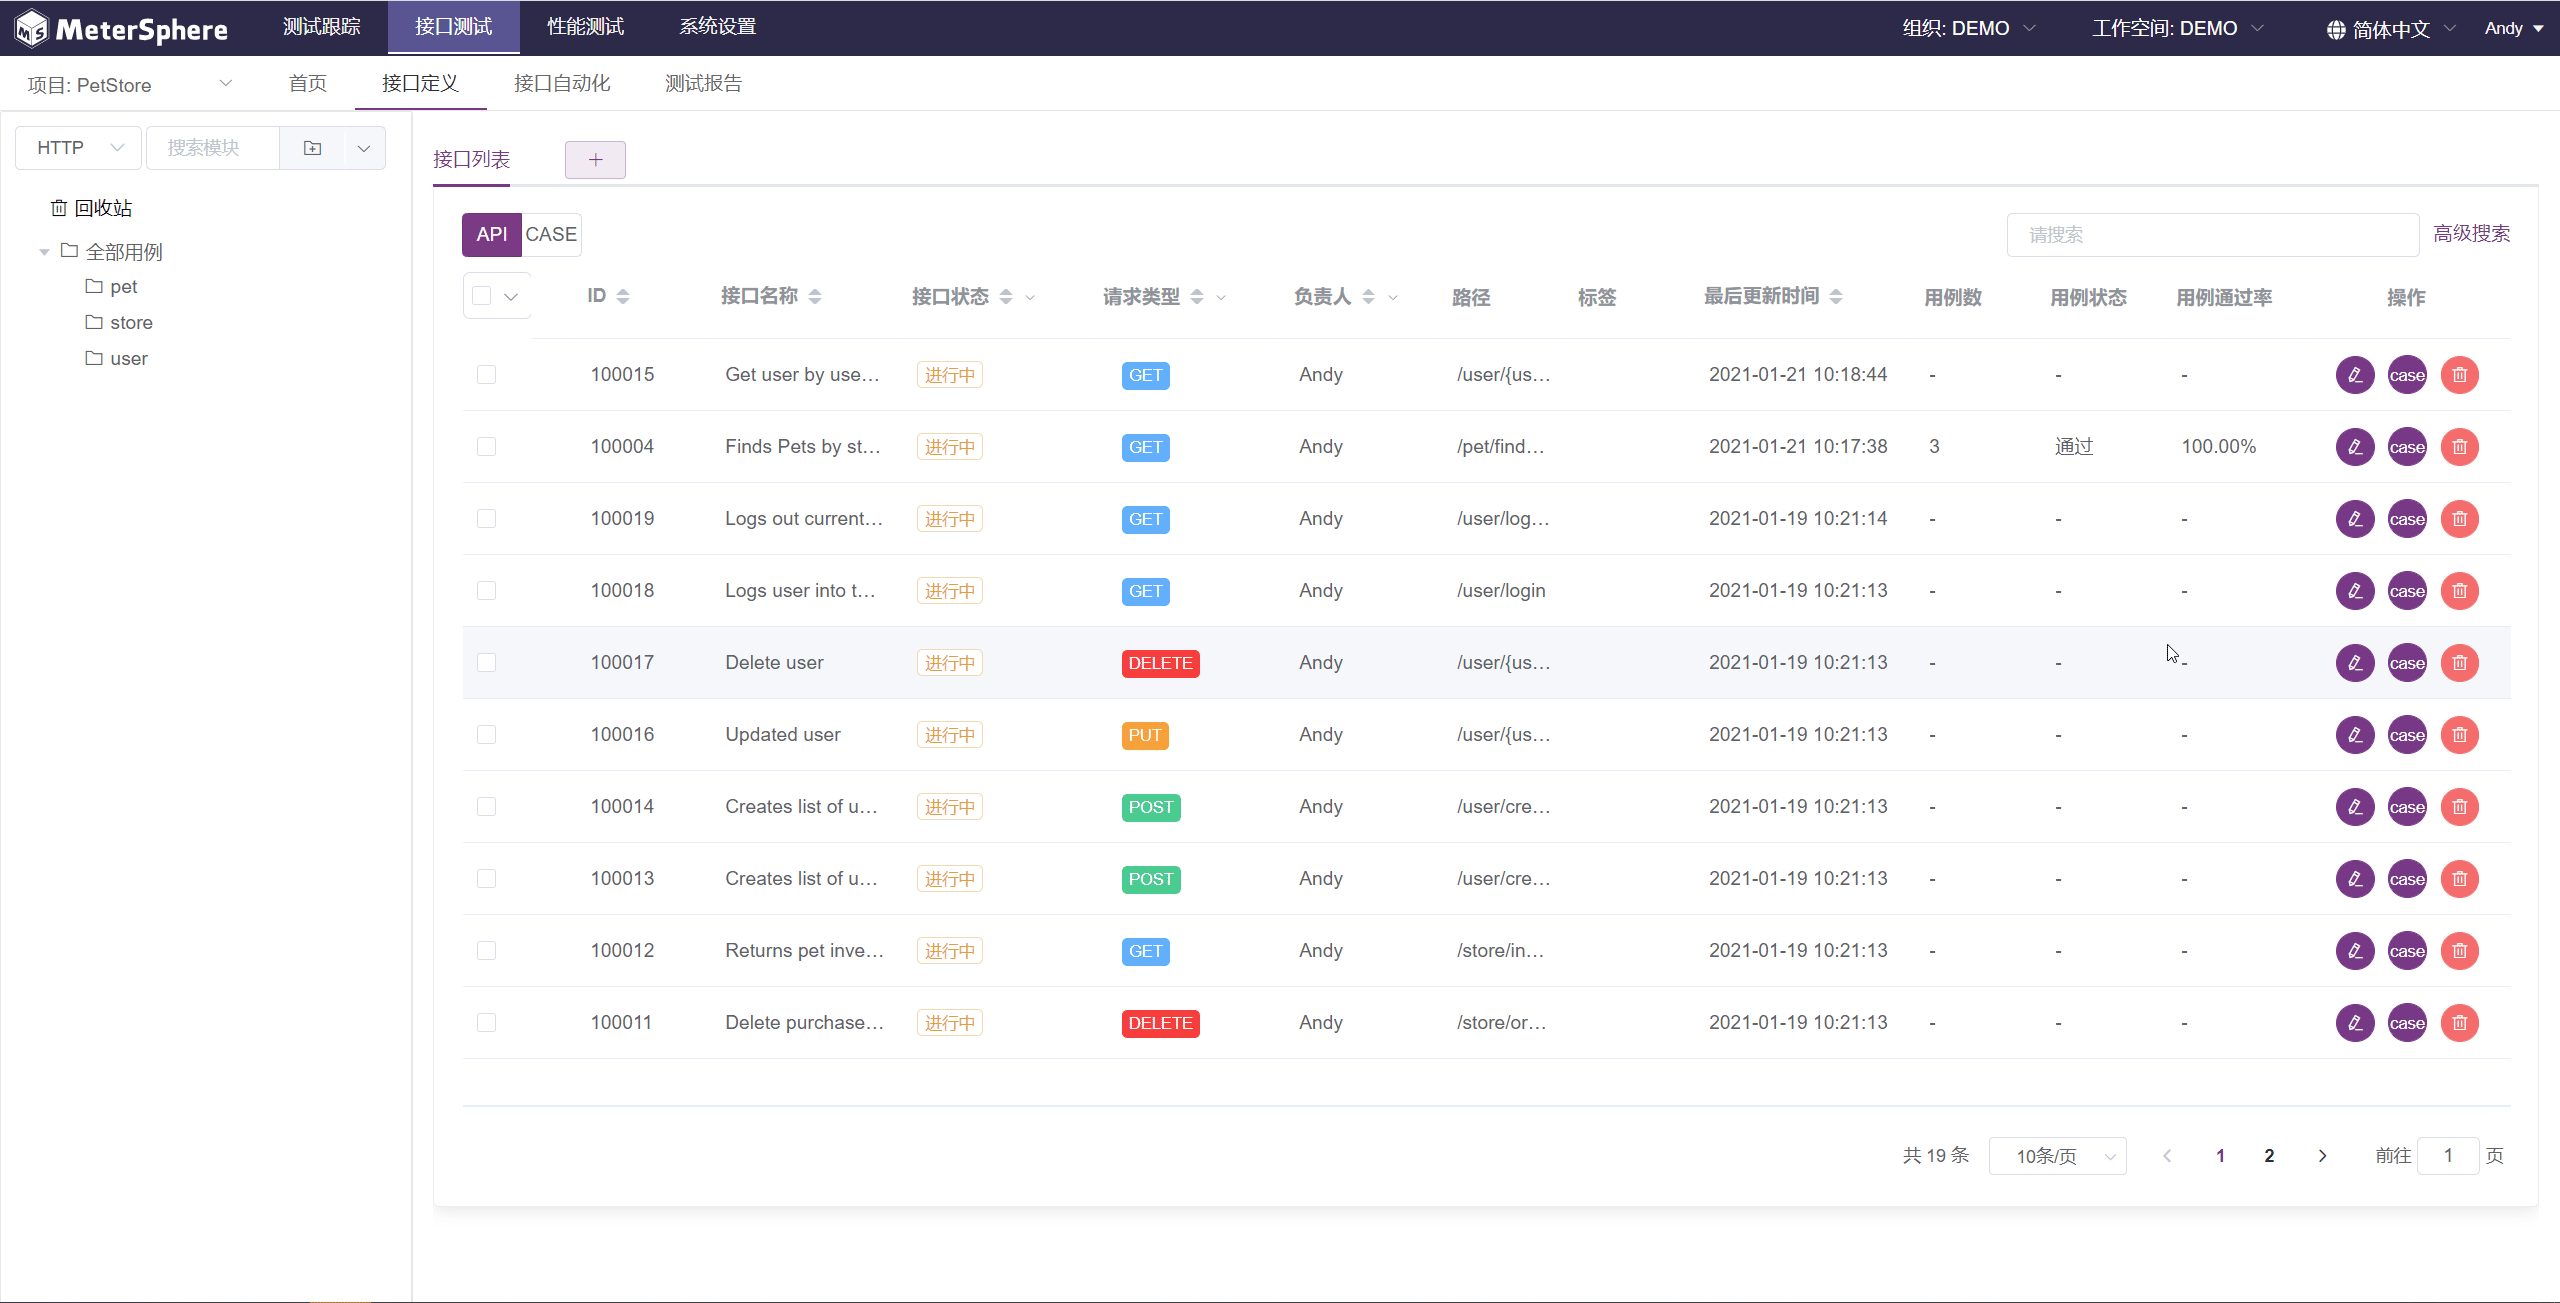 MeterSphere 测试跟踪 接口测试 性能测试 系统设置 组织: DEMO 工作空间: DEMO 简体中文 Andy
项目: PetStore 首页 接口定义 接口自动化 测试报告
HTTP 搜索模块
回收站
全部用例
pet
store
user
接口列表 +
API CASE 请搜索 高级搜索
ID 接口名称 接口状态 请求类型 负责人 路径 标签 最后更新时间 用例数 用例状态 用例通过率 操作
100015 Get user by use... 进行中 GET Andy /user/{us... 2021-01-21 10:18:44 - - - case
100004 Finds Pets by st... 进行中 GET Andy /pet/find... 2021-01-21 10:17:38 3 通过 100.00% case
100019 Logs out current... 进行中 GET Andy /user/log... 2021-01-19 10:21:14 - - - case
100018 Logs user into t... 进行中 GET Andy /user/login 2021-01-19 10:21:13 - - - case
100017 Delete user 进行中 DELETE Andy /user/{us... 2021-01-19 10:21:13 - - - case
100016 Updated user 进行中 PUT Andy /user/{us... 2021-01-19 10:21:13 - - - case
100014 Creates list of u... 进行中 POST Andy /user/cre... 2021-01-19 10:21:13 - - - case
100013 Creates list of u... 进行中 POST Andy /user/cre... 2021-01-19 10:21:13 - - - case
100012 Returns pet inve... 进行中 GET Andy /store/in... 2021-01-19 10:21:13 - - - case
100011 Delete purchase... 进行中 DELETE Andy /store/or... 2021-01-19 10:21:13 - - - case
共 19 条 10条/页 1 2 前往 1 页